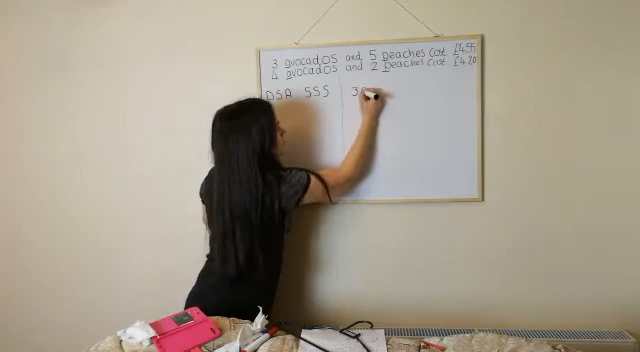 3 avocados and 5 peaches cost £4.55
4 avocados and 2 peaches cost £4.20
DSA SSS
3